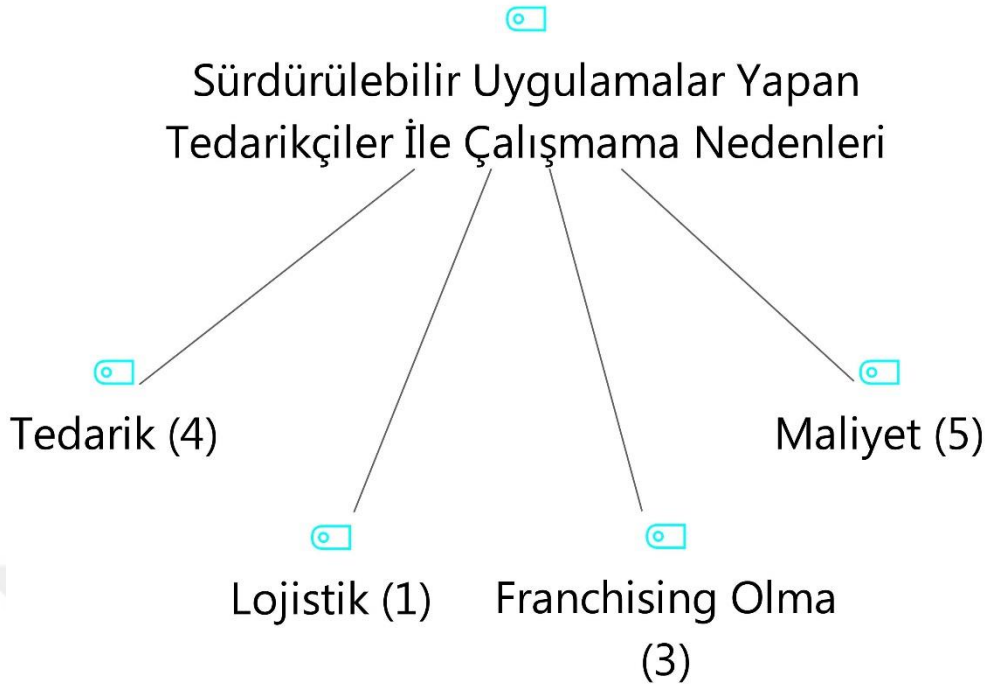 Sürdürülebilir Uygulamalar Yapan
Tedarikçiler İle Çalışmama Nedenleri
Tedarik (4)
Maliyet (5)
Lojistik (1)
Franchising Olma
(3)